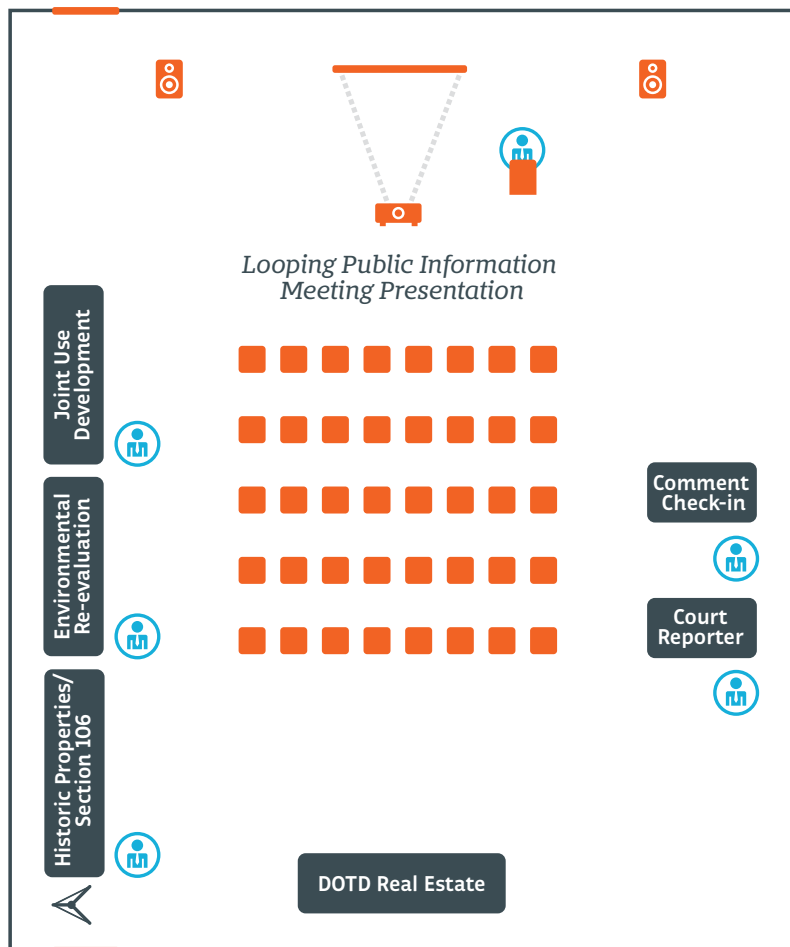 Looping Public Information
Meeting Presentation
Joint Use
Development
Environmental
Re-evaluation
Historic Properties/
Section 106
Comment
Check-in
Court
Reporter
DOTD Real Estate